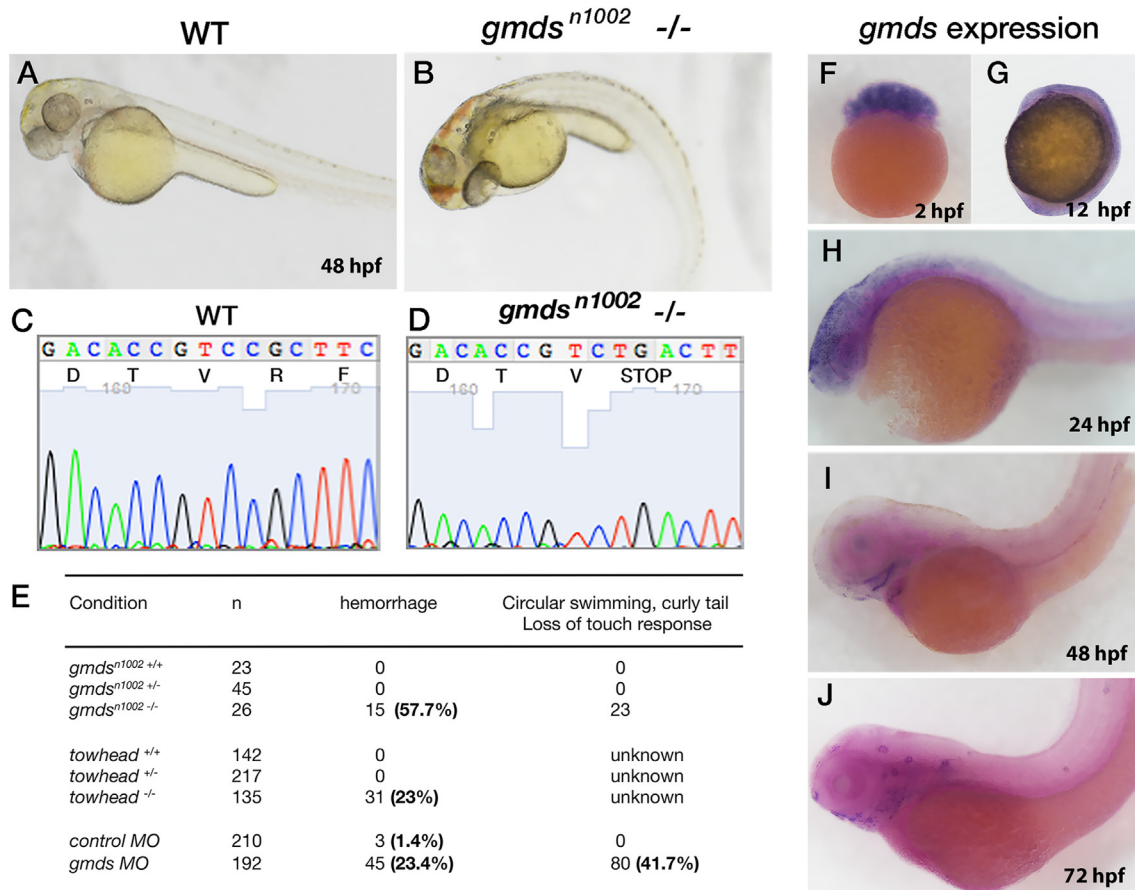 WT
gmds n1002 -/-
gmds expression
A
48 hpf
B
F
2 hpf
G
12 hpf
C
WT
G A C A C C G T C C G C T T C
D T V R F
160 170
D
gmds n1002 -/-
G A C A C C G T C T G A C T T
D T V STOP
160 170
H
24 hpf
I
48 hpf
J
72 hpf
E
Condition n hemorrhage Circular swimming, curly tail
Loss of touch response
gmds n1002 +/+ 23 0 0
gmds n1002 +/- 45 0 0
gmds n1002 -/- 26 15 (57.7%) 23
towhead +/+ 142 0 unknown
towhead +/- 217 0 unknown
towhead -/- 135 31 (23%) unknown
control MO 210 3 (1.4%) 0
gmds MO 192 45 (23.4%) 80 (41.7%)